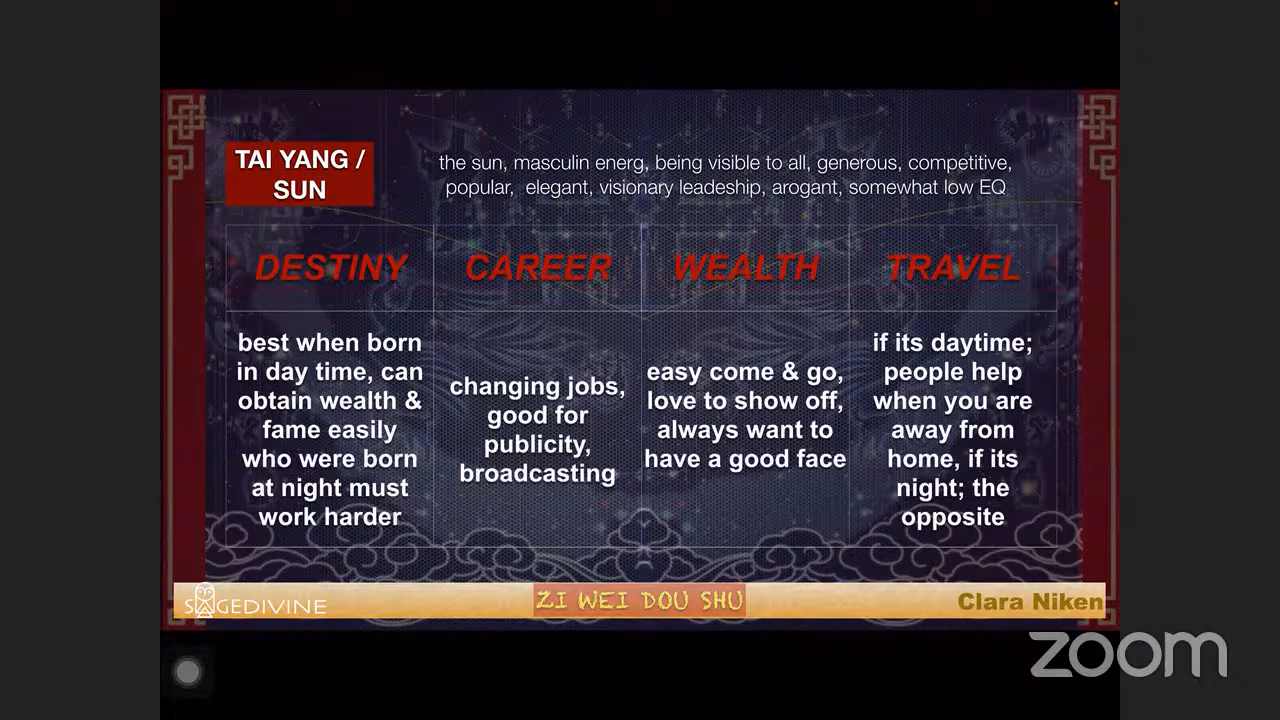 TAI YANG /
SUN
the sun, masculin energ, being visible to all, generous, competitive,
popular, elegant, visionary leadeship, arogant, somewhat low EQ
DESTINY
CAREER
WEALTH
TRAVEL
best when born
in day time, can
obtain wealth &
fame easily
who were born
at night must
work harder
changing jobs,
good for
publicity,
broadcasting
easy come & go,
love to show off,
always want to
have a good face
if its daytime;
people help
when you are
away from
home, if its
night; the
opposite
SAGEDIVINE
ZI WEI DOU SHU
Clara Niken
zoom